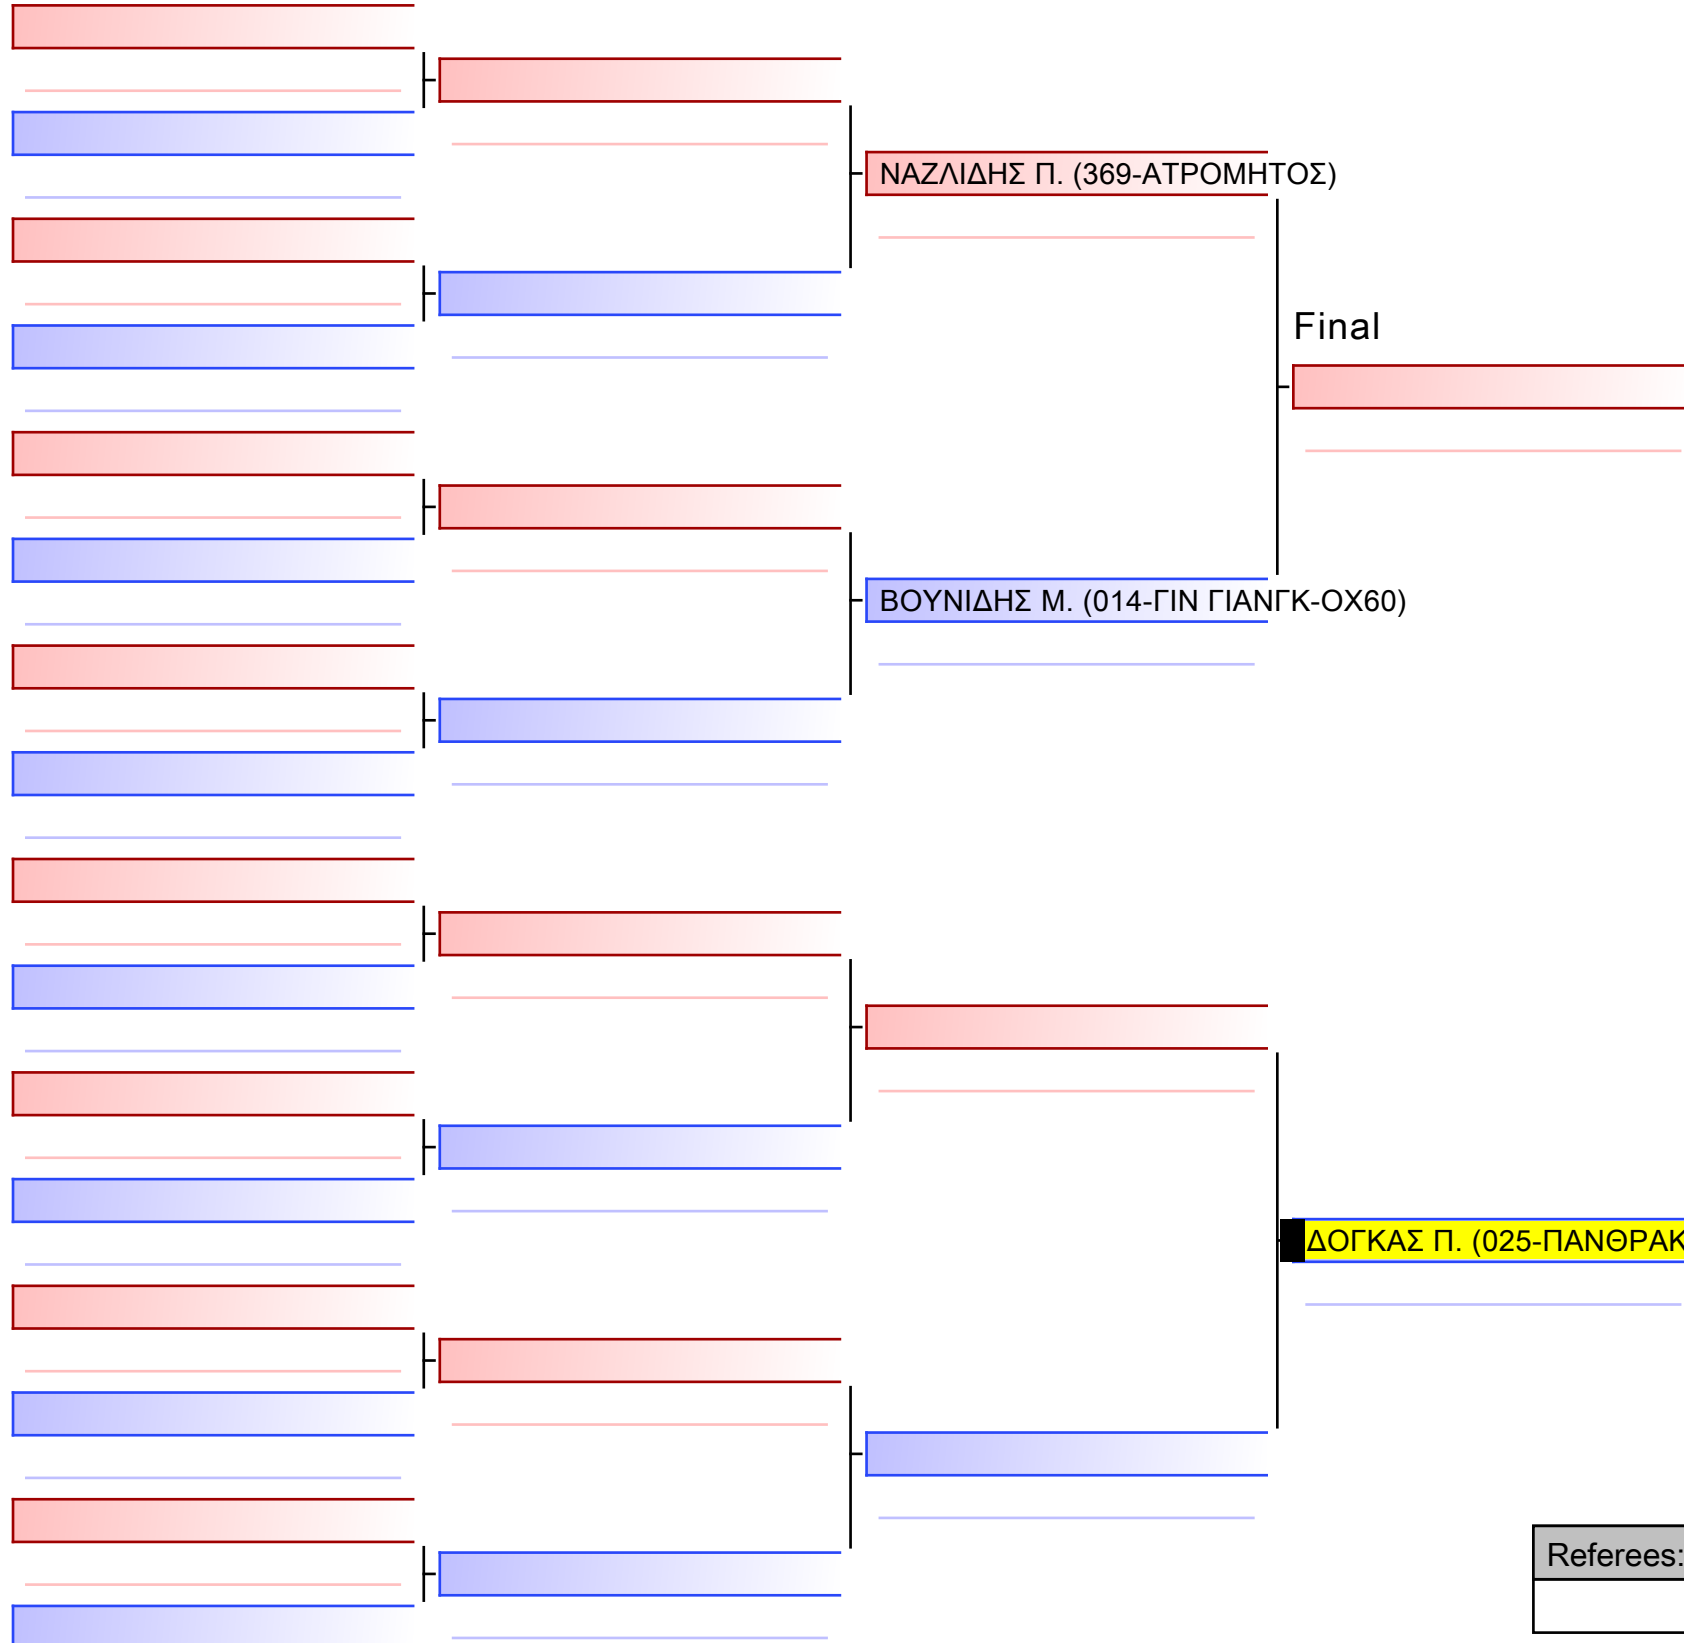 ΝΑΖΛΙΔΗΣ Π. (369-ΑΤΡΟΜΗΤΟΣ)
Final
ΒΟΥΝΙΔΗΣ Μ. (014-ΓΙΝ ΓΙΑΝΓΚ-ΟΧ60)
ΔΟΓΚΑΣ Π. (025-ΠΑΝΘΡΑΚ
Referees: